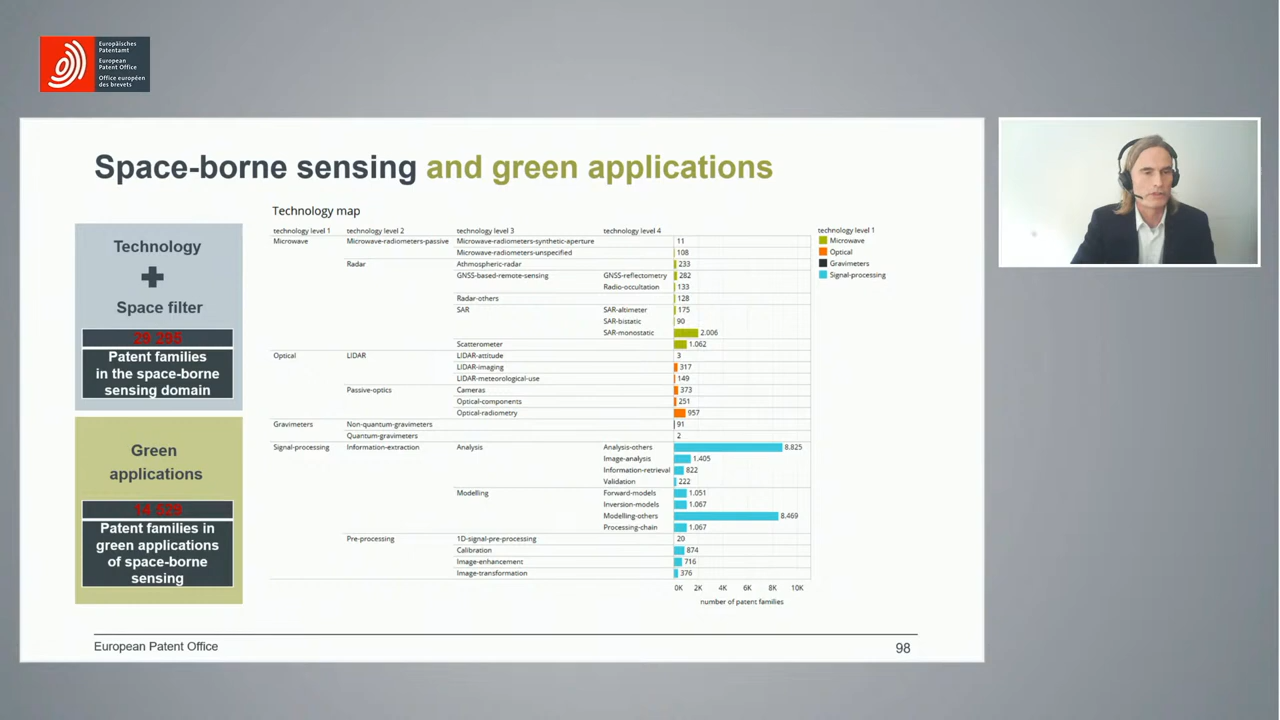 Europäisches
Patentamt
European
Patent Office
Office européen
des brevets
Space-borne sensing and green applications
Technology
Space filter
29 295
Patent families
in the space-borne
sensing domain
Green
applications
14 529
Patent families in
green applications
of space-borne
sensing
Technology map
technology level 1 technology level 2 technology level 3 technology level 4
Microwave Microwave-radiometers-passive Microwave-radiometers-synthetic-aperture 11
Microwave-radiometers-unspecified 108
Radar Athmospheric-radar 233
GNSS-based-remote-sensing GNSS-reflectometry 282
Radio-occultation 133
Radar-others 128
SAR SAR-altimeter 175
SAR-bistatic 90
SAR-monostatic 2.006
Scatterometer 1.062
Optical LIDAR LIDAR-attitude 3
LIDAR-imaging 317
LIDAR-meteorological-use 149
Passive-optics Cameras 373
Optical-components 251
Optical-radiometry 957
Gravimeters Non-quantum-gravimeters 91
Quantum-gravimeters 2
Signal-processing Information-extraction Analysis Analysis-others 8.825
Image-analysis 1.405
Information-retrieval 822
Validation 222
Modelling Forward-models 1.051
Inversion-models 1.067
Modelling-others 8.469
Processing-chain 1.067
Pre-processing 1D-signal-pre-processing 20
Calibration 874
Image-enhancement 716
Image-transformation 376
0K 2K 4K 6K 8K 10K
number of patent families
technology level 1
Microwave
Optical
Gravimeters
Signal-processing
European Patent Office
98